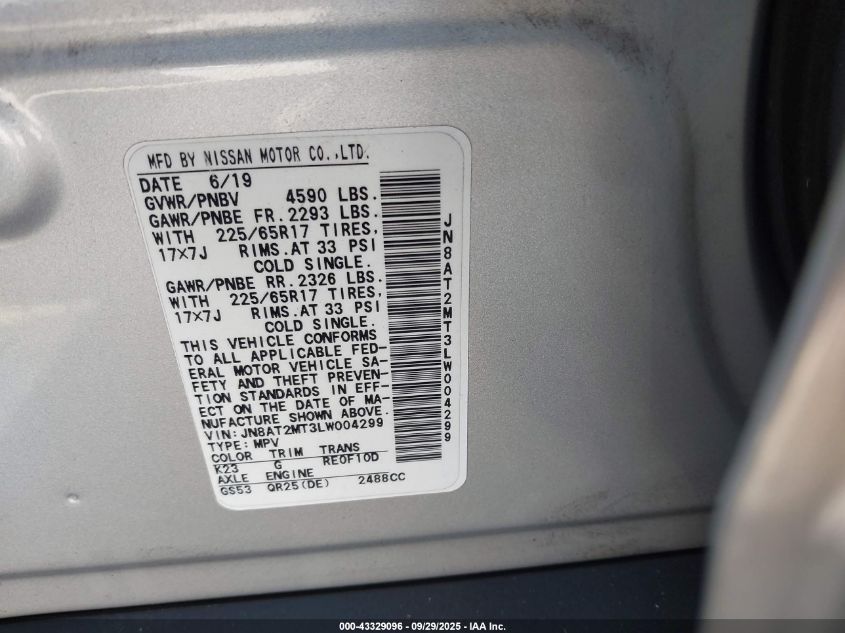 MFD BY NISSAN MOTOR CO.,LTD.
DATE 6/19
GVWR/PNBV 4590 LBS.
GAWR/PNBE FR. 2293 LBS.
WITH 225/65R17 TIRES,
17X7J RIMS.AT 33 PSI
COLD SINGLE.
GAWR/PNBE RR. 2326 LBS.
WITH 225/65R17 TIRES,
17X7J RIMS.AT 33 PSI
COLD SINGLE.
THIS VEHICLE CONFORMS
TO ALL APPLICABLE FED-
ERAL MOTOR VEHICLE SA-
FETY AND THEFT PREVEN-
TION STANDARDS IN EFF-
ECT ON THE DATE OF MA-
NUFACTURE SHOWN ABOVE.
VIN: JN8AT2MT3LW004299
TYPE: MPV
COLOR TRIM TRANS
K23 G RE0F10D
AXLE ENGINE
GS53 QR25(DE) 2488CC
JN8AT2MT3LW004299
000-43329096 - 09/29/2025 - IAA Inc.